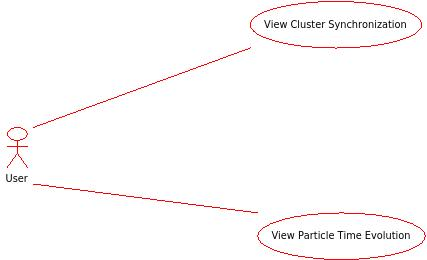 View Cluster Synchronization
User
View Particle Time Evolution